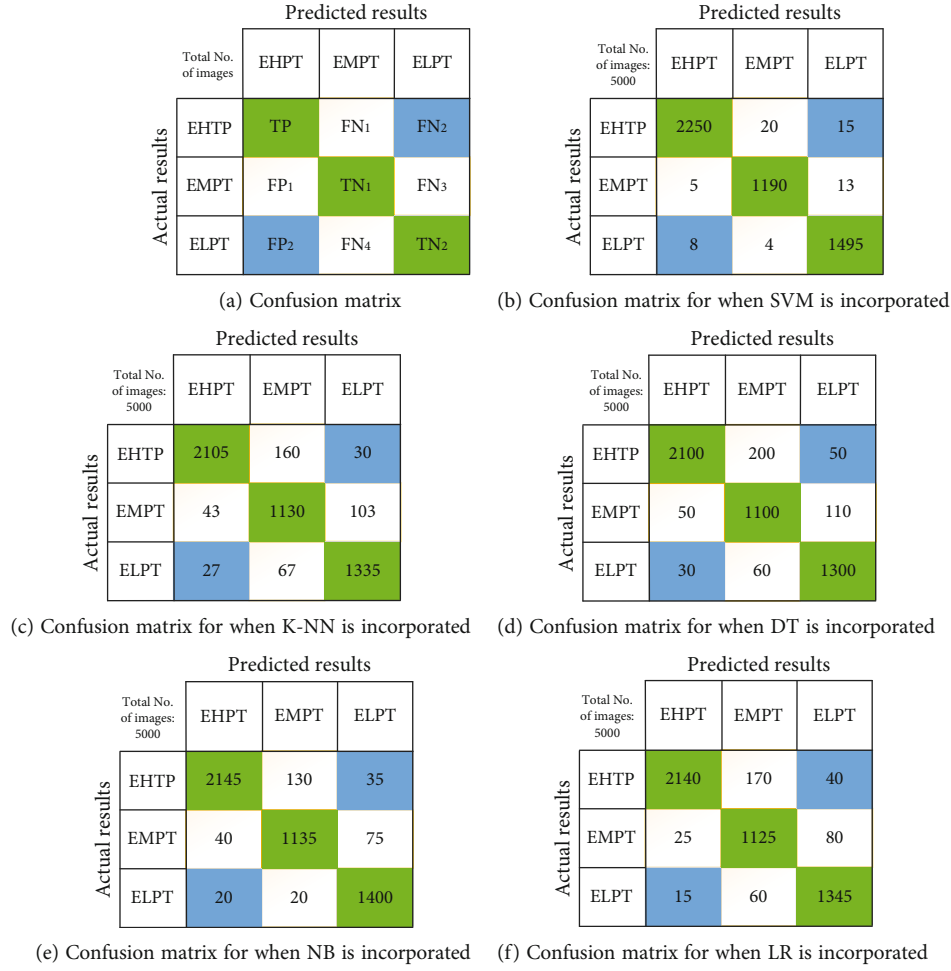 Predicted results
Total No.
of images
EHPT
EMPT
ELPT
Actual results
EHTP
TP
FN1
FN2
EMPT
FP1
TN1
FN3
ELPT
FP2
FN4
TN2
(a) Confusion matrix
Predicted results
Total No.
of images:
5000
EHPT
EMPT
ELPT
Actual results
EHTP
2250
20
15
EMPT
5
1190
13
ELPT
8
4
1495
(b) Confusion matrix for when SVM is incorporated
Predicted results
Total No.
of images:
5000
EHPT
EMPT
ELPT
Actual results
EHTP
2105
160
30
EMPT
43
1130
103
ELPT
27
67
1335
(c) Confusion matrix for when K-NN is incorporated
Predicted results
Total No.
of images:
5000
EHPT
EMPT
ELPT
Actual results
EHTP
2100
200
50
EMPT
50
1100
110
ELPT
30
60
1300
(d) Confusion matrix for when DT is incorporated
Predicted results
Total No.
of images:
5000
EHPT
EMPT
ELPT
Actual results
EHTP
2145
130
35
EMPT
40
1135
75
ELPT
20
20
1400
(e) Confusion matrix for when NB is incorporated
Predicted results
Total No.
of images:
5000
EHPT
EMPT
ELPT
Actual results
EHTP
2140
170
40
EMPT
25
1125
80
ELPT
15
60
1345
(f) Confusion matrix for when LR is incorporated